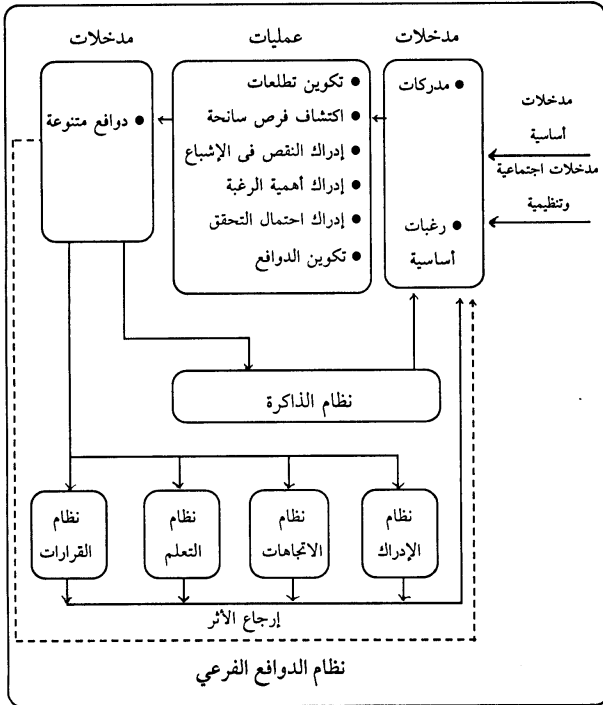 مدخلات
عمليات
مدخلات
مدخلات
أساسية
مدخلات اجتماعية
وتنظيمية
● مدركات
● رغبات
أساسية
● تكوين تطلعات
● اكتشاف فرص سانحة
● إدراك النقص فى الإشباع
● إدراك أهمية الرغبة
● إدراك احتمال التحقق
● تكوين الدوافع
● دوافع متنوعة
نظام الذاكرة
نظام
الإدراك
نظام
الاتجاهات
نظام
التعلم
نظام
القرارات
إرجاع الأثر
نظام الدوافع الفرعي